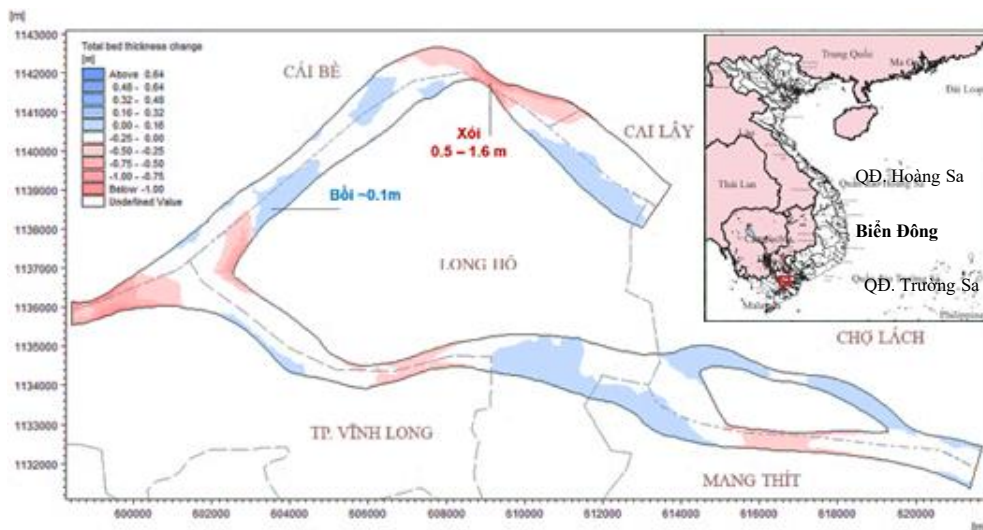 [m]
1143000
1142000
1141000
1140000
1139000
1138000
1137000
1136000
1135000
1134000
1133000
1132000
Total bed thickness change
[m]
Above 0.64
0.48 - 0.64
0.32 - 0.48
0.16 - 0.32
0.00 - 0.16
-0.25 - 0.00
-0.50 - -0.25
-0.75 - -0.50
-1.00 - -0.75
Below -1.00
Undefined Value
CÁI BÈ
Xói
0.5 – 1.6 m
CAI LẬY
Bồi ~0.1m
LONG HỒ
CHỢ LÁCH
TP. VĨNH LONG
MANG THÍT
Trung Quốc
Đài Loan
Thái Lan
QĐ. Hoàng Sa
Biển Đông
QĐ. Trường Sa
Philippine
600000
602000
604000
606000
608000
610000
612000
614000
616000
618000
620000